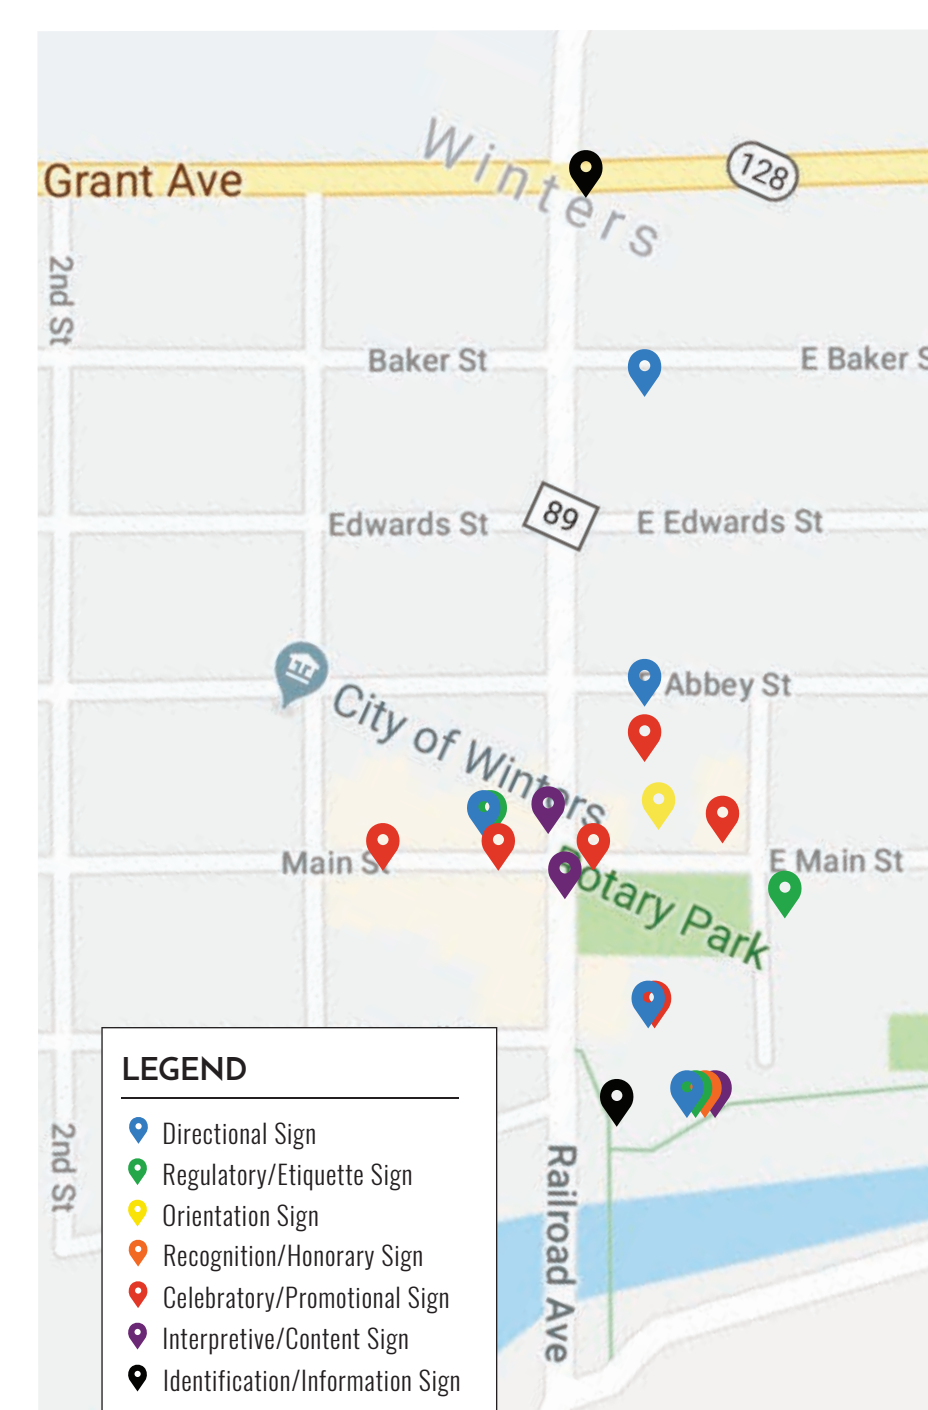 Winters
128
Grant Ave
2nd St
Baker St
E Baker S
89
Edwards St
E Edwards St
Abbey St
City of Winters
Main St
E Main St
Rotary Park
LEGEND
Directional Sign
Regulatory/Etiquette Sign
Orientation Sign
Recognition/Honorary Sign
Celebratory/Promotional Sign
Interpretive/Content Sign
Identification/Information Sign
2nd St
Railroad Ave